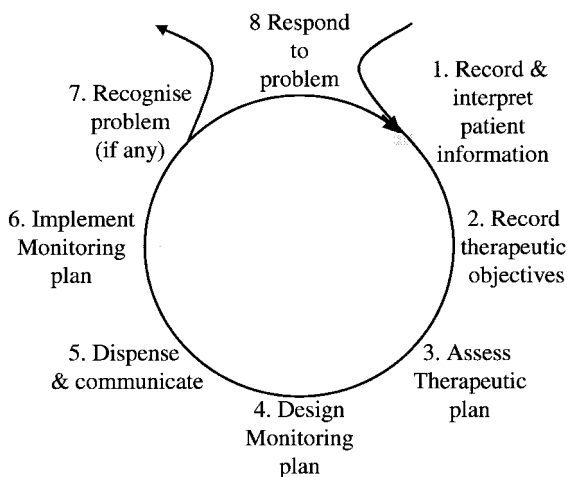 8 Respond
to
problem
1. Record &
interpret
patient
information
2. Record
therapeutic
objectives
3. Assess
Therapeutic
plan
4. Design
Monitoring
plan
5. Dispense
& communicate
6. Implement
Monitoring
plan
7. Recognise
problem
(if any)